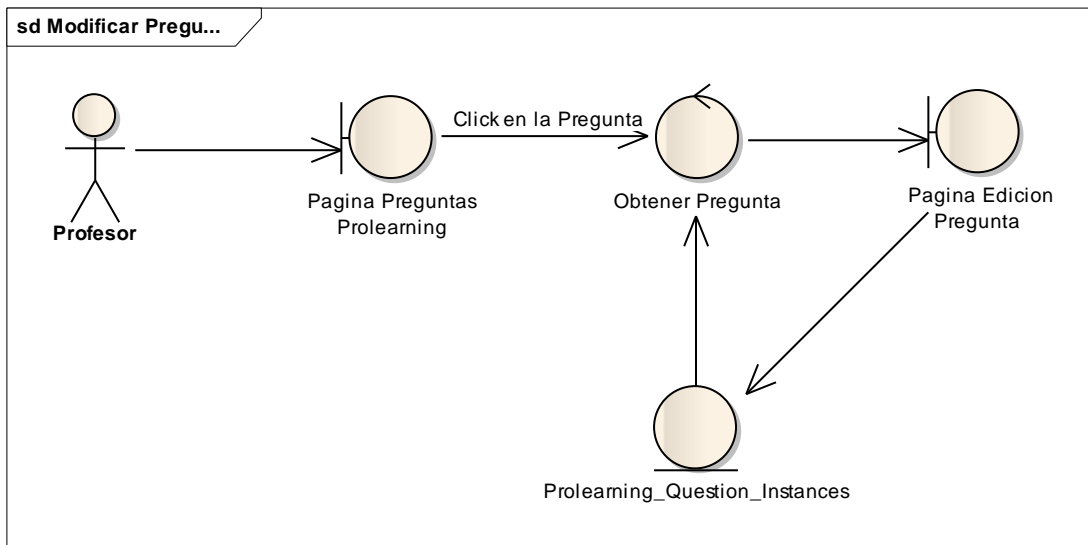 sd Modificar Pregu...
Click en la Pregunta
Profesor
Pagina Preguntas
Prolearning
Obtener Pregunta
Pagina Edicion
Pregunta
Prolearning_Question_Instances